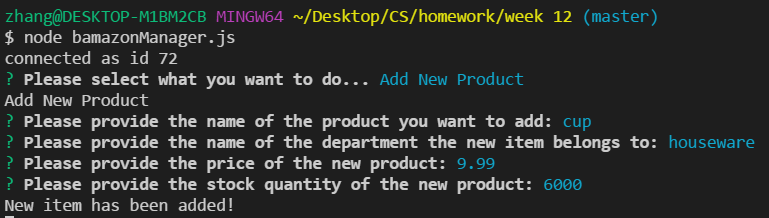 zhang@DESKTOP-M1BM2CB MINGW64 ~/Desktop/CS/homework/week 12 (master)
$ node bamazonManager.js
connected as id 72
? Please select what you want to do... Add New Product
Add New Product
? Please provide the name of the product you want to add: cup
? Please provide the name of the department the new item belongs to: houseware
? Please provide the price of the new product: 9.99
? Please provide the stock quantity of the new product: 6000
New item has been added!